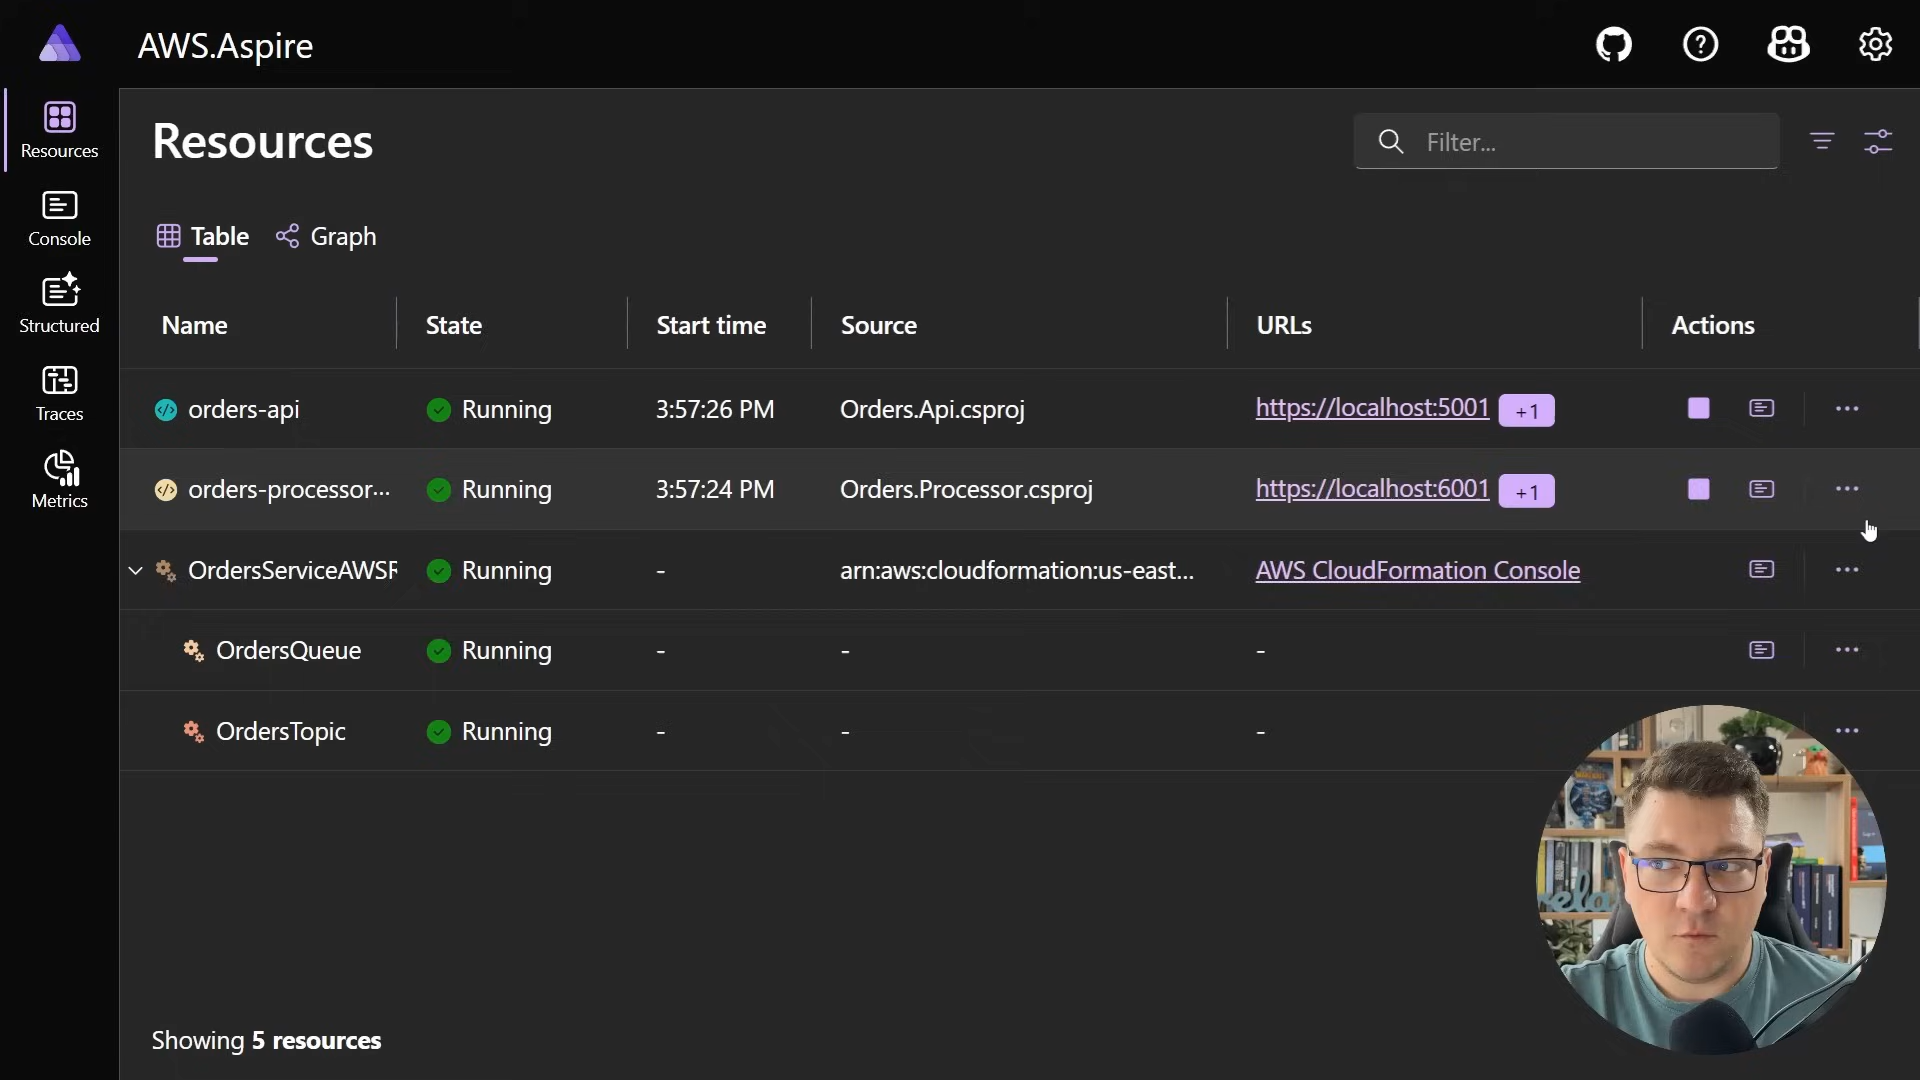 AWS.Aspire
Resources
Console
Structured
Traces
Metrics
Resources
Filter...
Table Graph
Name State Start time Source URLs Actions
orders-api Running 3:57:26 PM Orders.Api.csproj https://localhost:5001 +1
orders-processor... Running 3:57:24 PM Orders.Processor.csproj https://localhost:6001 +1
OrdersServiceAWSR Running - arn:aws:cloudformation:us-east... AWS CloudFormation Console
OrdersQueue Running - - -
OrdersTopic Running - - -
Showing 5 resources